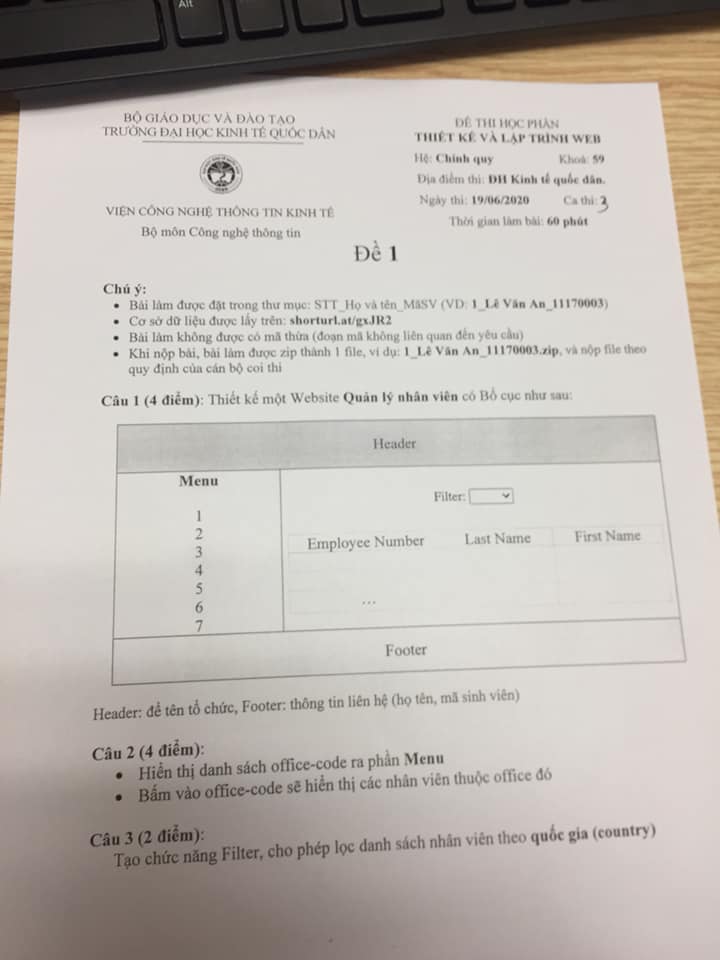 Alt
BỘ GIÁO DỤC VÀ ĐÀO TẠO
TRƯỜNG ĐẠI HỌC KINH TẾ QUỐC DÂN
VIỆN CÔNG NGHỆ THÔNG TIN KINH TẾ
Bộ môn Công nghệ thông tin
ĐỀ THI HỌC PHẦN
THIẾT KẾ VÀ LẬP TRÌNH WEB
Hệ: Chính quy Khoá: 59
Địa điểm thi: ĐH Kinh tế quốc dân.
Ngày thi: 19/06/2020 Ca thi: 3
Thời gian làm bài: 60 phút
Đề 1
Chú ý:
• Bài làm được đặt trong thư mục: STT_Họ và tên_MãSV (VD: 1_Lê Văn An_11170003)
• Cơ sở dữ liệu được lấy trên: shorturl.at/gxJR2
• Bài làm không được có mã thừa (đoạn mã không liên quan đến yêu cầu)
• Khi nộp bài, bài làm được zip thành 1 file, ví dụ: 1_Lê Văn An_11170003.zip, và nộp file theo
quy định của cán bộ coi thi
Câu 1 (4 điểm): Thiết kế một Website Quản lý nhân viên có Bố cục như sau:
Header
Menu
1
2
3
4
5
6
7
Filter:
Employee Number Last Name First Name
...
Footer
Header: để tên tổ chức, Footer: thông tin liên hệ (họ tên, mã sinh viên)
Câu 2 (4 điểm):
• Hiển thị danh sách office-code ra phần Menu
• Bấm vào office-code sẽ hiển thị các nhân viên thuộc office đó
Câu 3 (2 điểm):
Tạo chức năng Filter, cho phép lọc danh sách nhân viên theo quốc gia (country)